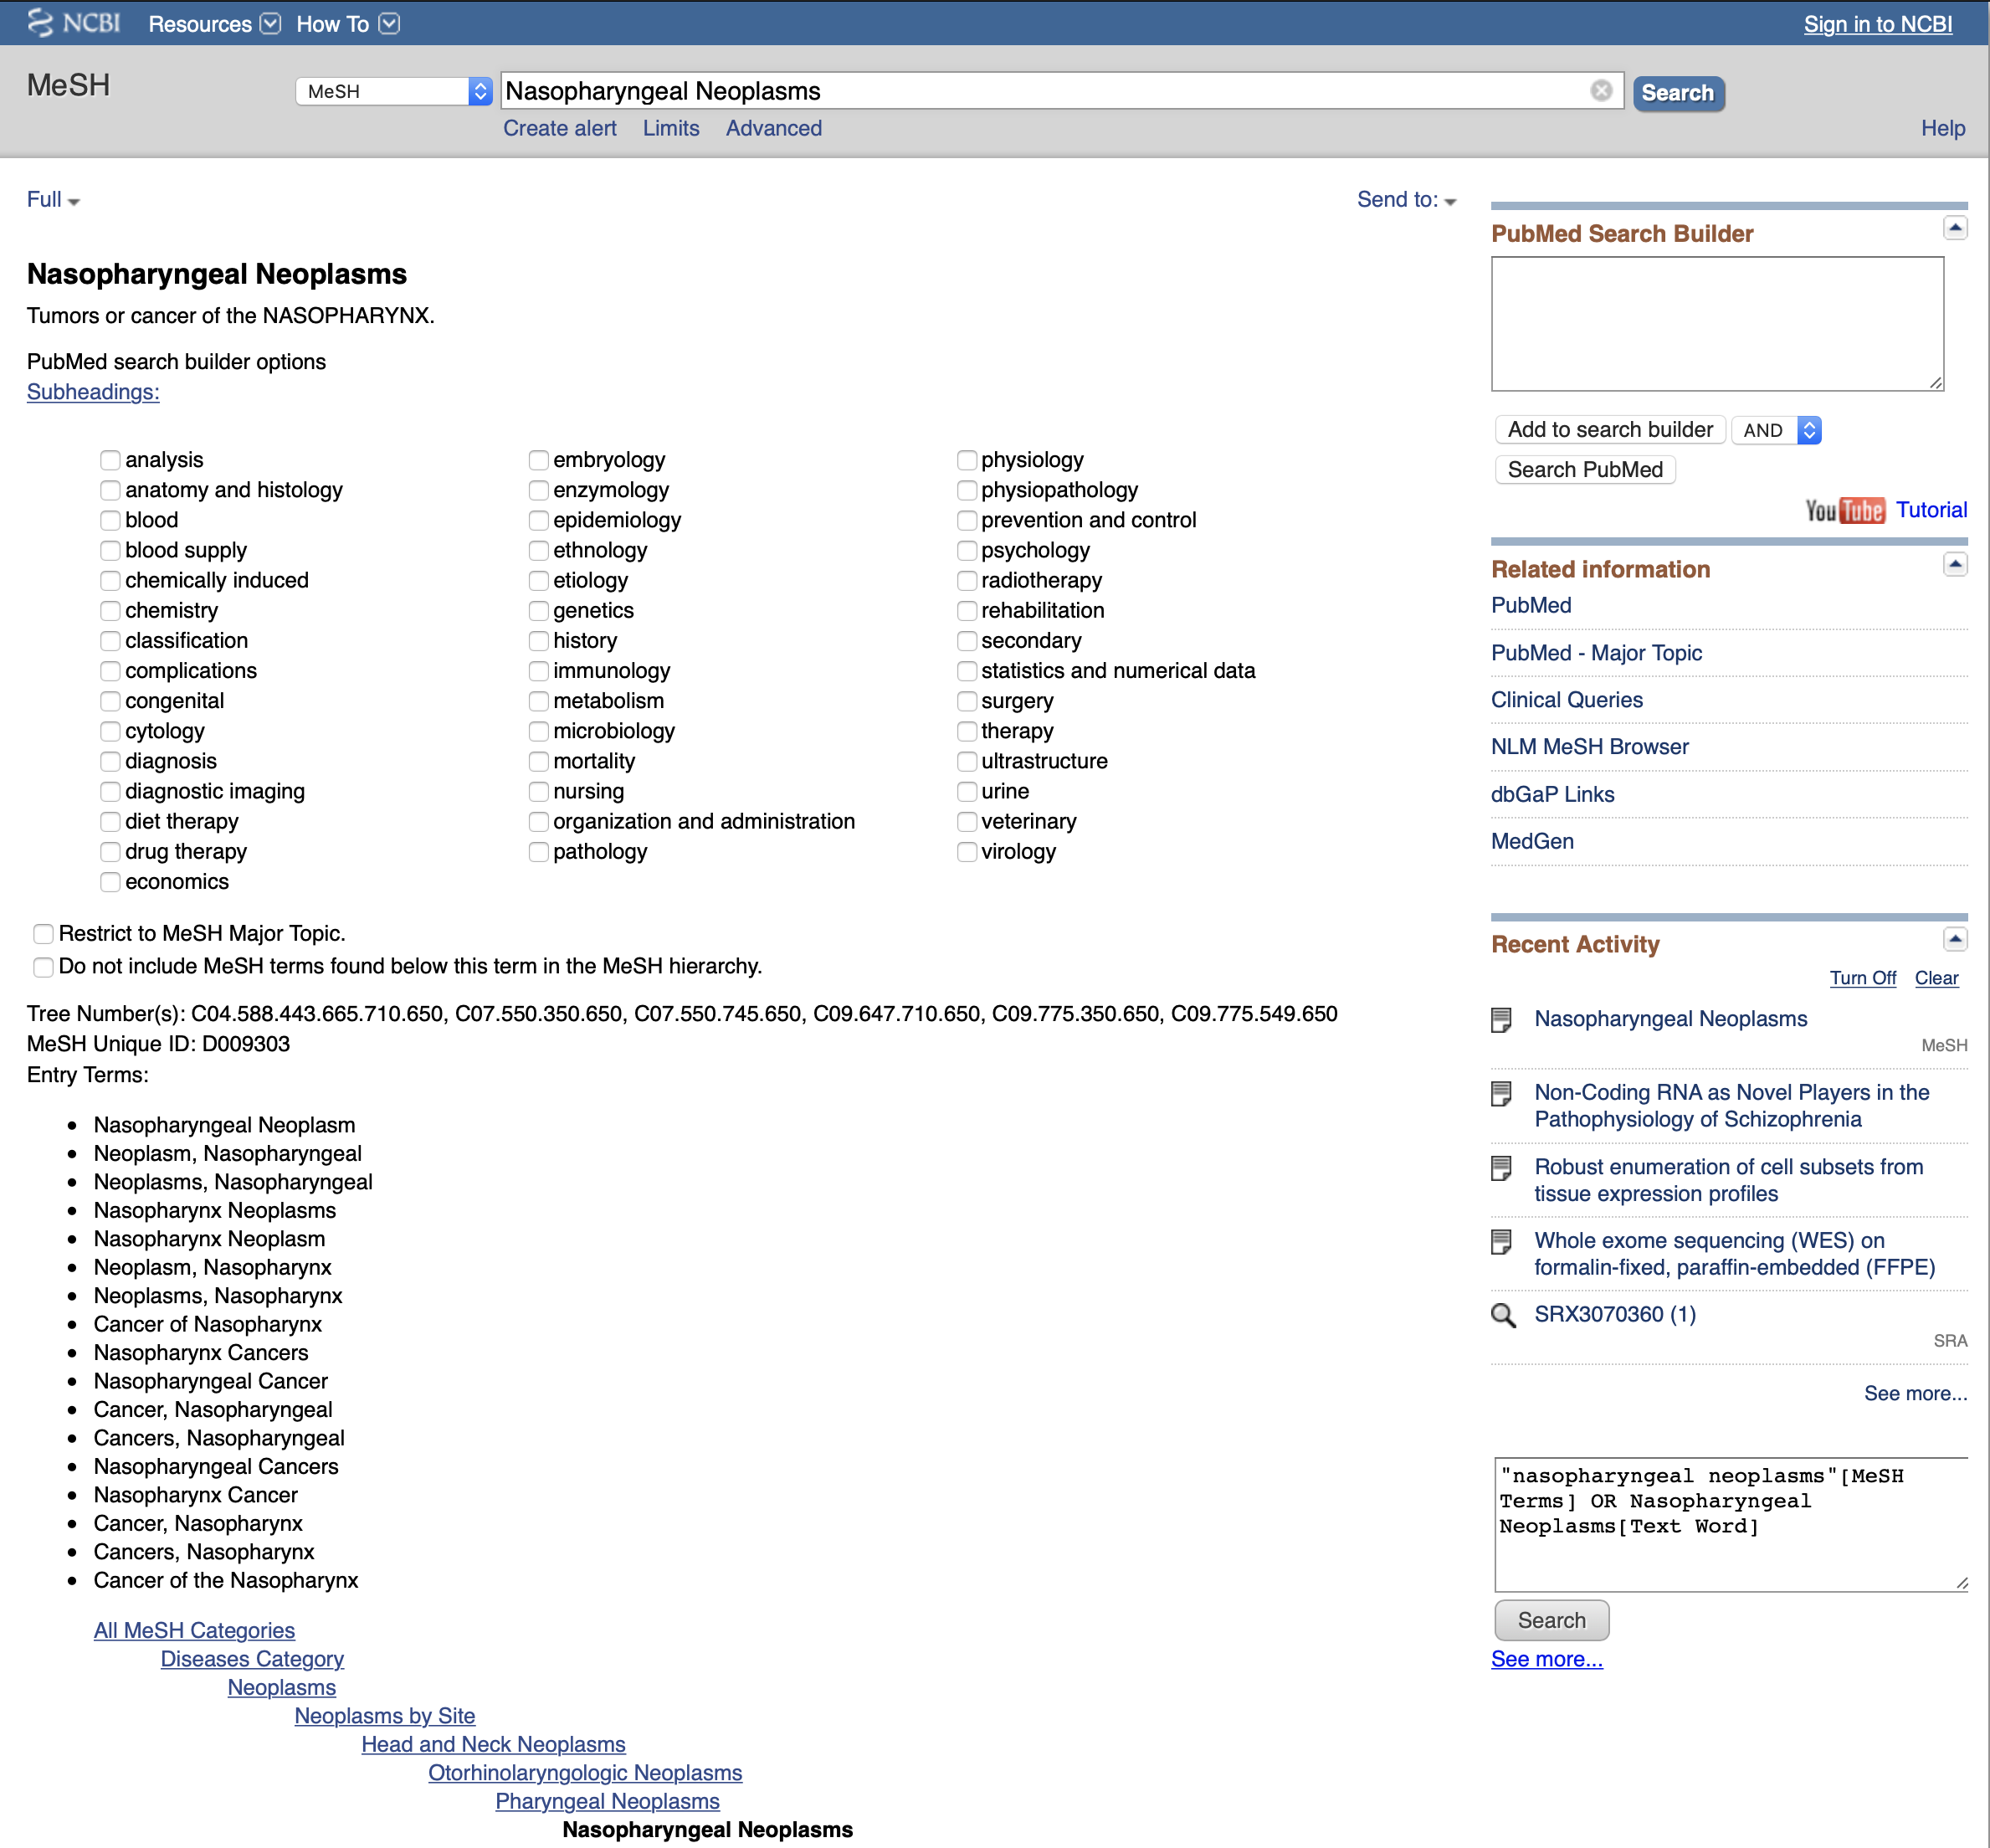 NCBI Resources How To Sign in to NCBI
MeSH MeSH Nasopharyngeal Neoplasms Search
Create alert Limits Advanced Help
Full Send to:
Nasopharyngeal Neoplasms
Tumors or cancer of the NASOPHARYNX.
PubMed search builder options
Subheadings:
analysis
anatomy and histology
blood
blood supply
chemically induced
chemistry
classification
complications
congenital
cytology
diagnosis
diagnostic imaging
diet therapy
drug therapy
economics
embryology
enzymology
epidemiology
ethnology
etiology
genetics
history
immunology
metabolism
microbiology
mortality
nursing
organization and administration
pathology
physiology
physiopathology
prevention and control
psychology
radiotherapy
rehabilitation
secondary
statistics and numerical data
surgery
therapy
ultrastructure
urine
veterinary
virology
Restrict to MeSH Major Topic.
Do not include MeSH terms found below this term in the MeSH hierarchy.
Tree Number(s): C04.588.443.665.710.650, C07.550.350.650, C07.550.745.650, C09.647.710.650, C09.775.350.650, C09.775.549.650
MeSH Unique ID: D009303
Entry Terms:
Nasopharyngeal Neoplasm
Neoplasm, Nasopharyngeal
Neoplasms, Nasopharyngeal
Nasopharynx Neoplasms
Nasopharynx Neoplasm
Neoplasm, Nasopharynx
Neoplasms, Nasopharynx
Cancer of Nasopharynx
Nasopharynx Cancers
Nasopharyngeal Cancer
Cancer, Nasopharyngeal
Cancers, Nasopharyngeal
Nasopharyngeal Cancers
Nasopharynx Cancer
Cancer, Nasopharynx
Cancers, Nasopharynx
Cancer of the Nasopharynx
All MeSH Categories
Diseases Category
Neoplasms
Neoplasms by Site
Head and Neck Neoplasms
Otorhinolaryngologic Neoplasms
Pharyngeal Neoplasms
Nasopharyngeal Neoplasms
PubMed Search Builder
Add to search builder AND
Search PubMed
YouTube Tutorial
Related information
PubMed
PubMed - Major Topic
Clinical Queries
NLM MeSH Browser
dbGaP Links
MedGen
Recent Activity
Turn Off Clear
Nasopharyngeal Neoplasms
MeSH
Non-Coding RNA as Novel Players in the
Pathophysiology of Schizophrenia
Robust enumeration of cell subsets from
tissue expression profiles
Whole exome sequencing (WES) on
formalin-fixed, paraffin-embedded (FFPE)
SRX3070360 (1)
SRA
See more...
"nasopharyngeal neoplasms"[MeSH
Terms] OR Nasopharyngeal
Neoplasms[Text Word]
Search
See more...